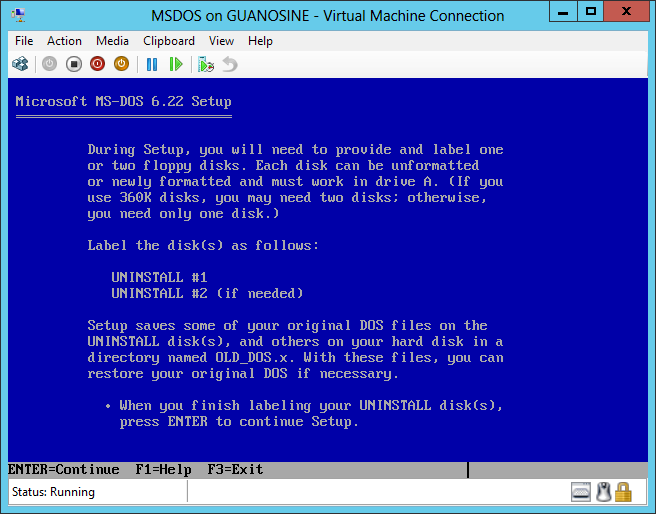 MSDOS on GUANOSINE - Virtual Machine Connection
File Action Media Clipboard View Help
Microsoft MS-DOS 6.22 Setup
During Setup, you will need to provide and label one
or two floppy disks. Each disk can be unformatted
or newly formatted and must work in drive A. (If you
use 360K disks, you may need two disks; otherwise,
you need only one disk.)
Label the disk(s) as follows:
UNINSTALL #1
UNINSTALL #2 (if needed)
Setup saves some of your original DOS files on the
UNINSTALL disk(s), and others on your hard disk in a
directory named OLD_DOS.x. With these files, you can
restore your original DOS if necessary.
• When you finish labeling your UNINSTALL disk(s),
press ENTER to continue Setup.
ENTER=Continue F1=Help F3=Exit
Status: Running